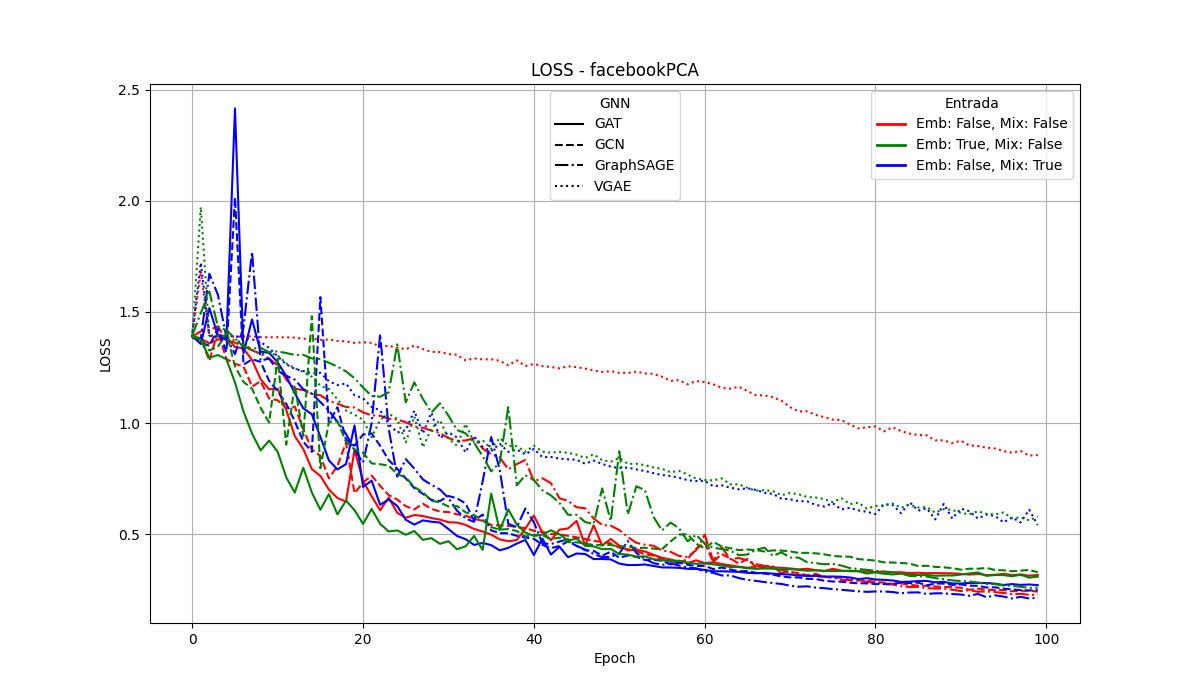 LOSS - facebookPCA
2.5
2.0
1.5
1.0
0.5
LOSS
GNN
GAT
GCN
GraphSAGE
VGAE
Entrada
Emb: False, Mix: False
Emb: True, Mix: False
Emb: False, Mix: True
0 20 40 60 80 100
Epoch